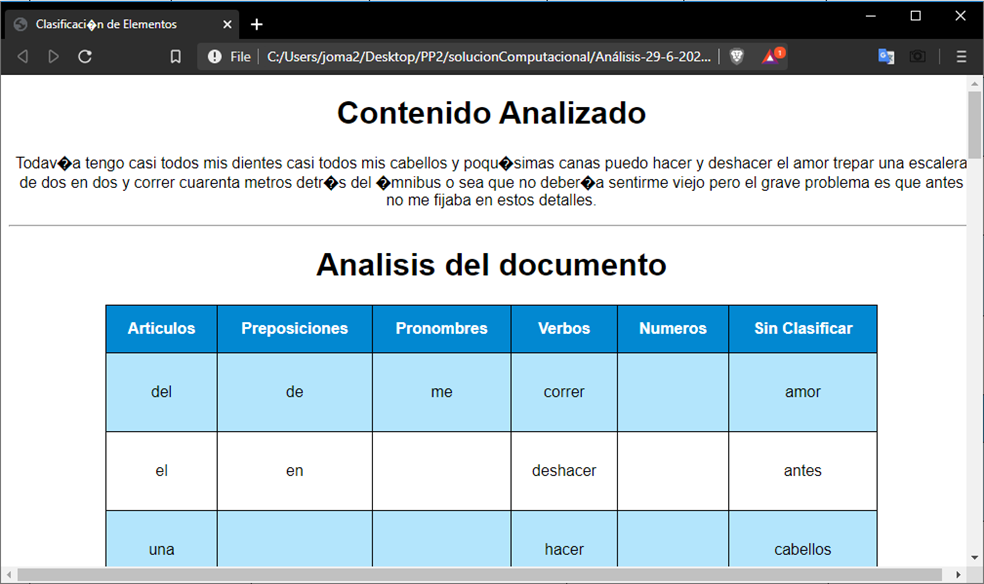 Clasificaci�n de Elementos
File C:/Users/joma2/Desktop/PP2/solucionComputacional/Análisis-29-6-202... 1
Contenido Analizado
Todav�a tengo casi todos mis dientes casi todos mis cabellos y poqu�simas canas puedo hacer y deshacer el amor trepar una escalera
de dos en dos y correr cuarenta metros detr�s del �mnibus o sea que no deber�a sentirme viejo pero el grave problema es que antes
no me fijaba en estos detalles.
Analisis del documento
Articulos Preposiciones Pronombres Verbos Numeros Sin Clasificar
del de me correr amor
el en deshacer antes
una hacer cabellos